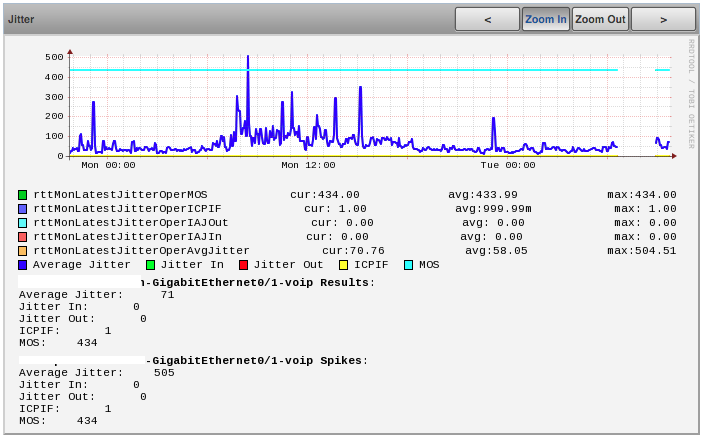 Jitter
< Zoom In Zoom Out >
RRDTOOL / TOBI OETIKER
500
400
300
200
100
0
Mon 00:00 Mon 12:00 Tue 00:00
rttMonLatestJitterOperMOS cur:434.00 avg:433.99 max:434.00
rttMonLatestJitterOperICPIF cur: 1.00 avg:999.99m max: 1.00
rttMonLatestJitterOperIAJOut cur: 0.00 avg: 0.00 max: 0.00
rttMonLatestJitterOperIAJIn cur: 0.00 avg: 0.00 max: 0.00
rttMonLatestJitterOperAvgJitter cur:70.76 avg:58.05 max:504.51
Average Jitter Jitter In Jitter Out ICPIF MOS
-GigabitEthernet0/1-voip Results:
Average Jitter: 71
Jitter In: 0
Jitter Out: 0
ICPIF: 1
MOS: 434
-GigabitEthernet0/1-voip Spikes:
Average Jitter: 505
Jitter In: 0
Jitter Out: 0
ICPIF: 1
MOS: 434